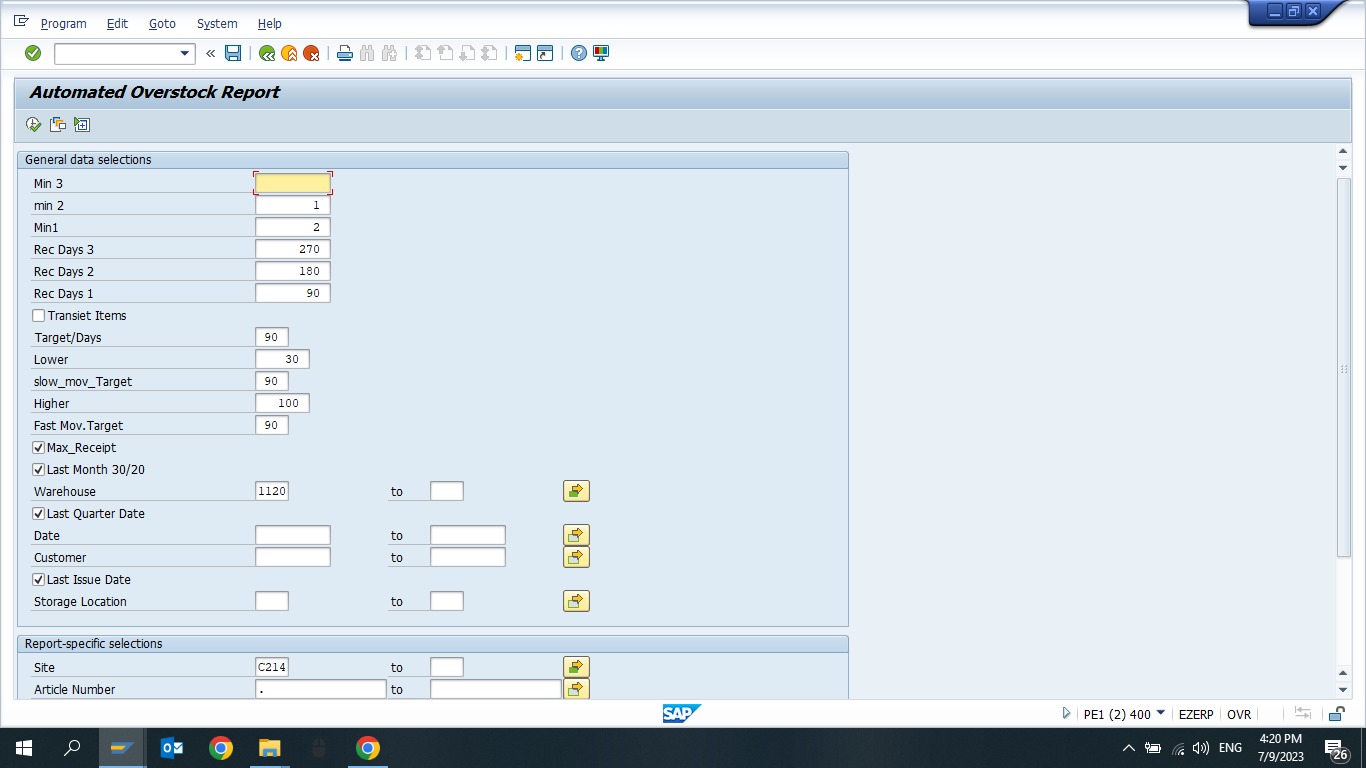 Program Edit Goto System Help
Automated Overstock Report
General data selections
Min 3
min 2 1
Min1 2
Rec Days 3 270
Rec Days 2 180
Rec Days 1 90
Transiet Items
Target/Days 90
Lower 30
slow_mov_Target 90
Higher 100
Fast Mov.Target 90
Max_Receipt
Last Month 30/20
Warehouse 1120 to
Last Quarter Date
Date to
Customer to
Last Issue Date
Storage Location to
Report-specific selections
Site C214 to
Article Number . to
SAP PE1 (2) 400 EZERP OVR
ENG 4:20 PM
7/9/2023 26